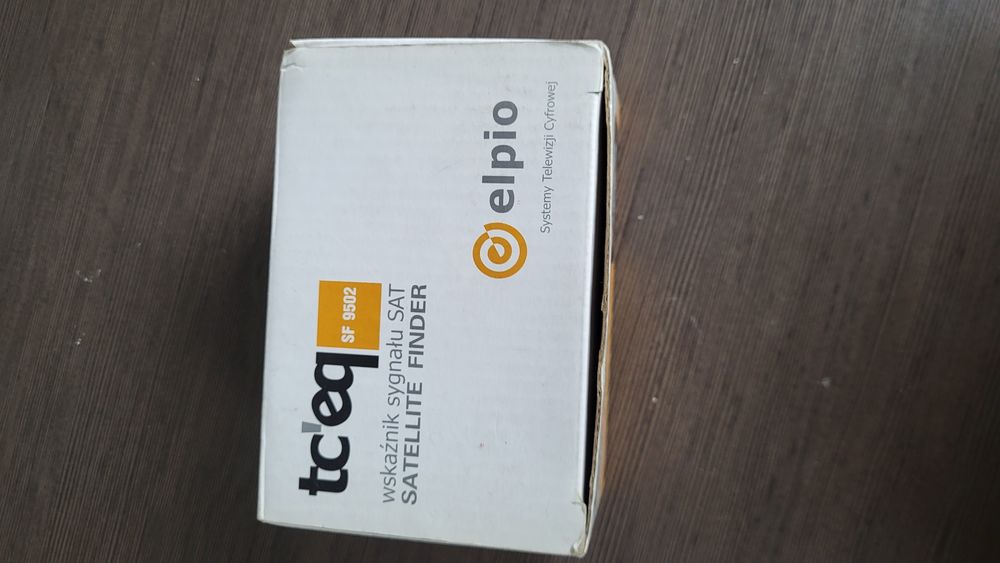 tc'eq
SF 9502
wskaźnik sygnału SAT
SATELLITE FINDER
elpio
Systemy Telewizji Cyfrowej